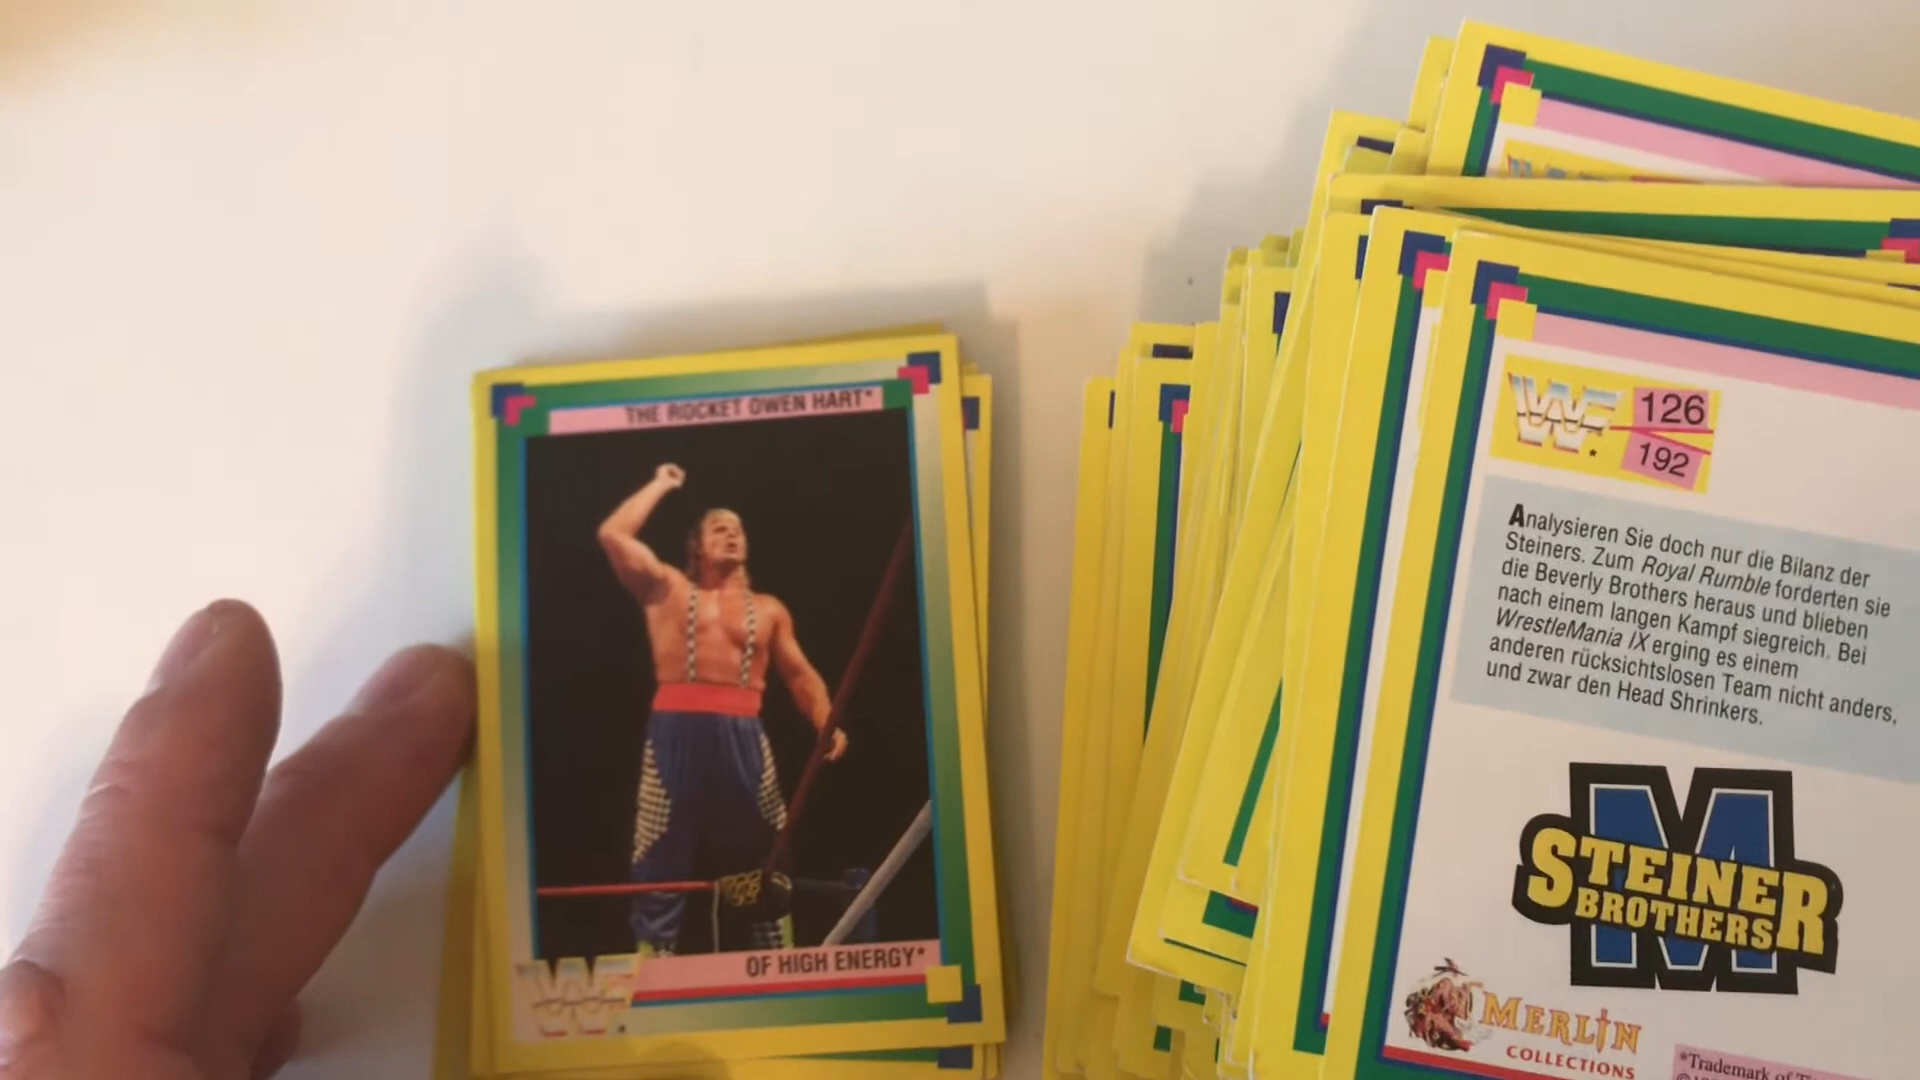 THE ROCKET OWEN HART*
OF HIGH ENERGY*
WF
126
192
Analysieren Sie doch nur die Bilanz der
Steiners. Zum Royal Rumble forderten sie
die Beverly Brothers heraus und blieben
nach einem langen Kampf siegreich. Bei
WrestleMania IX erging es einem
anderen rücksichtslosen Team nicht anders,
und zwar den Head Shrinkers.
M
STEINER
BROTHERS
MERLIN
COLLECTIONS
*Trademark of